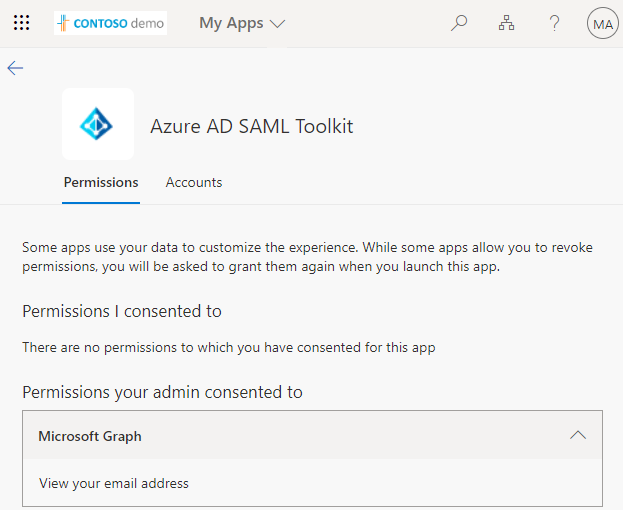 CONTOSO demo
My Apps
?
MA
Azure AD SAML Toolkit
Permissions
Accounts
Some apps use your data to customize the experience. While some apps allow you to revoke
permissions, you will be asked to grant them again when you launch this app.
Permissions I consented to
There are no permissions to which you have consented for this app
Permissions your admin consented to
Microsoft Graph
View your email address